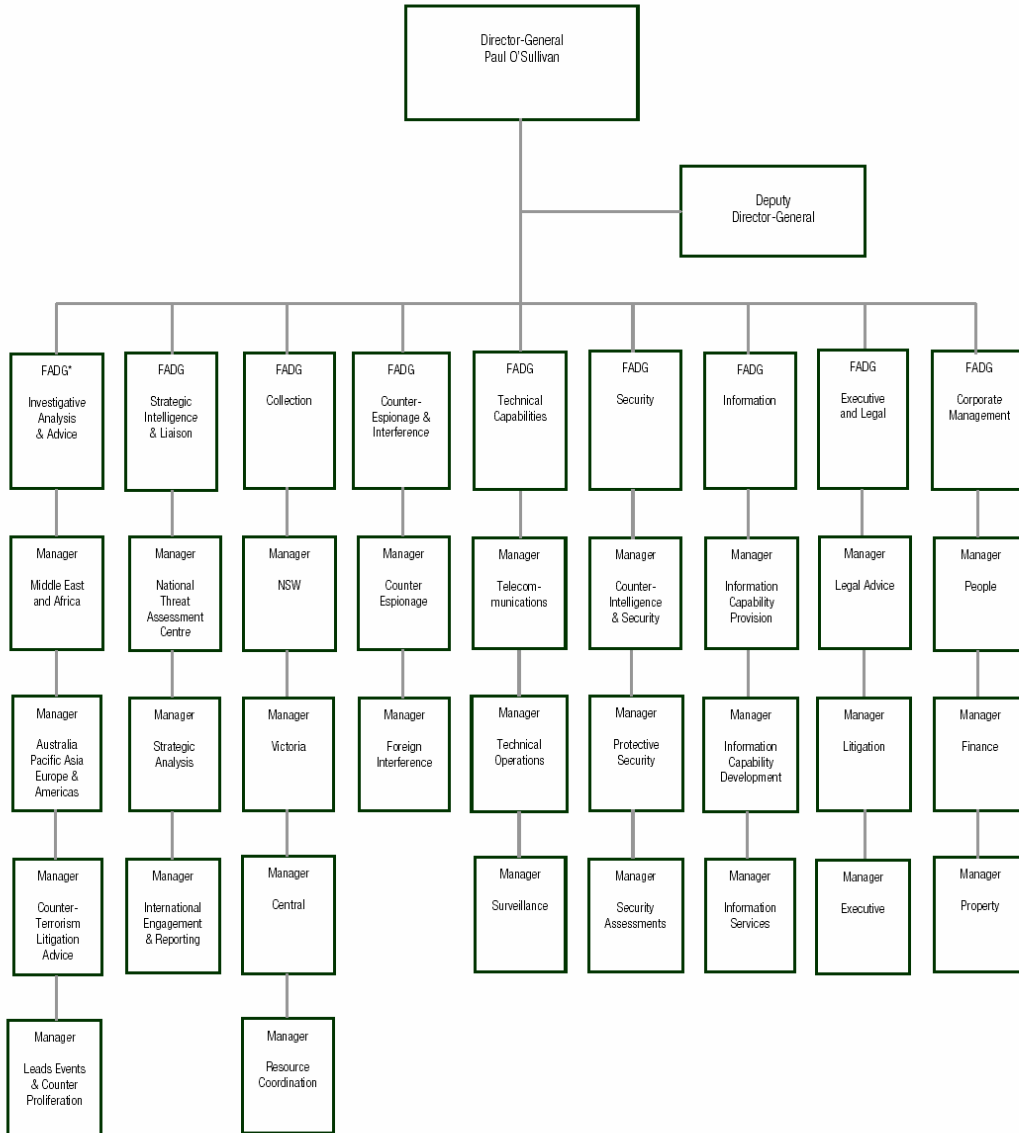 Director-General
Paul O'Sullivan
Deputy
Director-General
FADG*
Investigative
Analysis
& Advice
FADG
Strategic
Intelligence
& Liaison
FADG
Collection
FADG
Counter-
Espionage &
Interference
FADG
Technical
Capabilities
FADG
Security
FADG
Information
FADG
Executive
and Legal
FADG
Corporate
Management
Manager
Middle East
and Africa
Manager
National
Threat
Assessment
Centre
Manager
NSW
Manager
Counter
Espionage
Manager
Telecom-
munications
Manager
Counter-
Intelligence
& Security
Manager
Information
Capability
Provision
Manager
Legal Advice
Manager
People
Manager
Australia
Pacific Asia
Europe &
Americas
Manager
Strategic
Analysis
Manager
Victoria
Manager
Foreign
Interference
Manager
Technical
Operations
Manager
Protective
Security
Manager
Information
Capability
Development
Manager
Litigation
Manager
Finance
Manager
Counter-
Terrorism
Litigation
Advice
Manager
International
Engagement
& Reporting
Manager
Central
Manager
Surveillance
Manager
Security
Assessments
Manager
Information
Services
Manager
Executive
Manager
Property
Manager
Leads Events
& Counter
Proliferation
Manager
Resource
Coordination